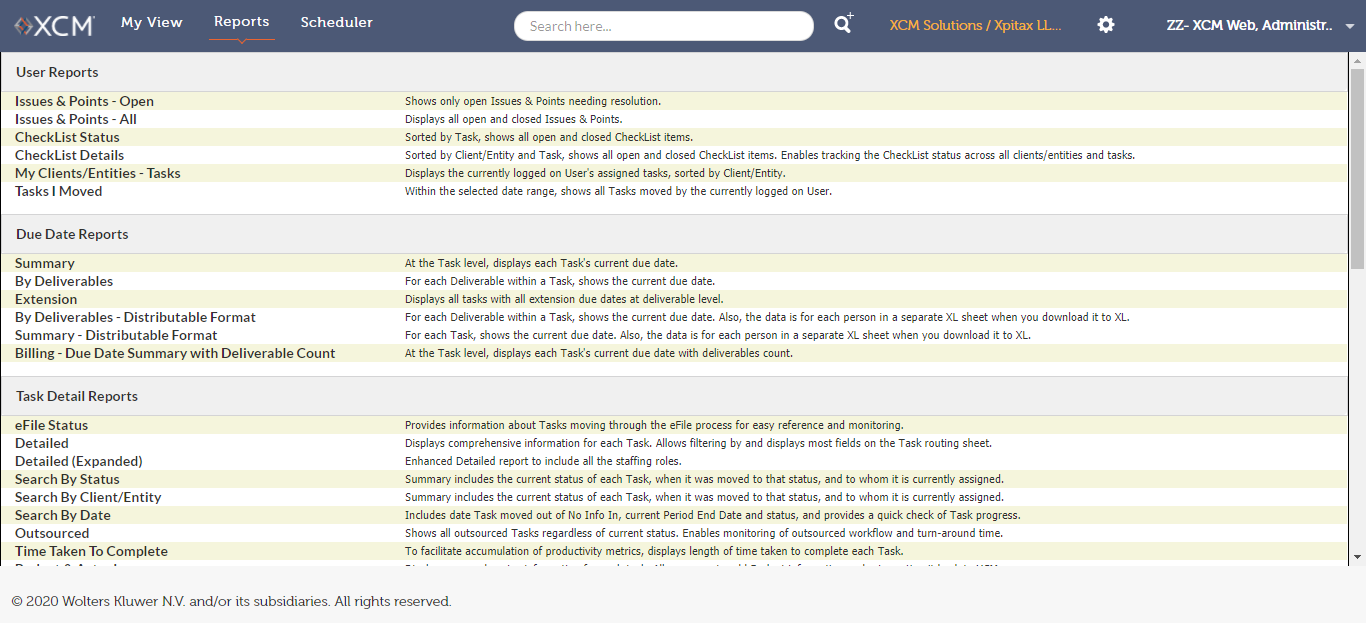 XCM My View Reports Scheduler Search here... XCM Solutions / Xpitax LL... ZZ- XCM Web, Administr..
User Reports
Issues & Points - Open Shows only open Issues & Points needing resolution.
Issues & Points - All Displays all open and closed Issues & Points.
CheckList Status Sorted by Task, shows all open and closed CheckList items.
CheckList Details Sorted by Client/Entity and Task, shows all open and closed CheckList items. Enables tracking the CheckList status across all clients/entities and tasks.
My Clients/Entities - Tasks Displays the currently logged on User's assigned tasks, sorted by Client/Entity.
Tasks I Moved Within the selected date range, shows all Tasks moved by the currently logged on User.
Due Date Reports
Summary At the Task level, displays each Task's current due date.
By Deliverables For each Deliverable within a Task, shows the current due date.
Extension Displays all tasks with all extension due dates at deliverable level.
By Deliverables - Distributable Format For each Deliverable within a Task, shows the current due date. Also, the data is for each person in a separate XL sheet when you download it to XL.
Summary - Distributable Format For each Task, shows the current due date. Also, the data is for each person in a separate XL sheet when you download it to XL.
Billing - Due Date Summary with Deliverable Count At the Task level, displays each Task's current due date with deliverables count.
Task Detail Reports
eFile Status Provides information about Tasks moving through the eFile process for easy reference and monitoring.
Detailed Displays comprehensive information for each Task. Allows filtering by and displays most fields on the Task routing sheet.
Detailed (Expanded) Enhanced Detailed report to include all the staffing roles.
Search By Status Summary includes the current status of each Task, when it was moved to that status, and to whom it is currently assigned.
Search By Client/Entity Summary includes the current status of each Task, when it was moved to that status, and to whom it is currently assigned.
Search By Date Includes date Task moved out of No Info In, current Period End Date and status, and provides a quick check of Task progress.
Outsourced Shows all outsourced Tasks regardless of current status. Enables monitoring of outsourced workflow and turn-around time.
Time Taken To Complete To facilitate accumulation of productivity metrics, displays length of time taken to complete each Task.
© 2020 Wolters Kluwer N.V. and/or its subsidiaries. All rights reserved.